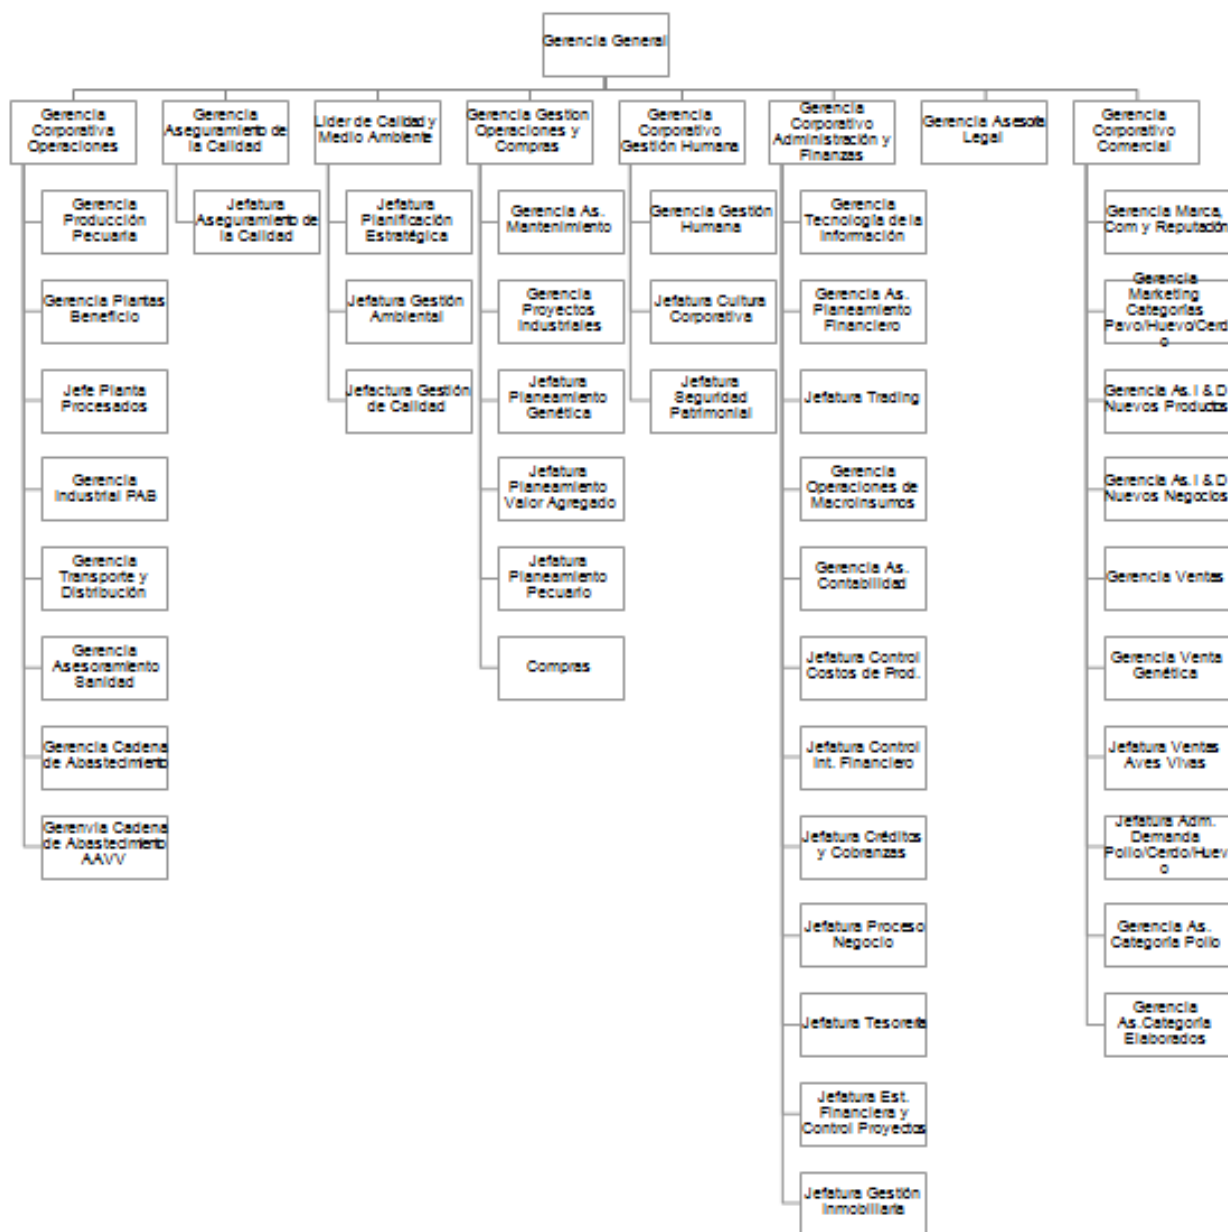 Gerencia General
Gerencia
Corporativa
Operaciones
Gerencia
Aseguramiento de
la Calidad
Lider de Calidad y
Medio Ambiente
Gerencia Gestion
Operaciones y
Compras
Gerencia
Corporativo
Gestión Humana
Gerencia
Corporativo
Administración y
Finanzas
Gerencia Asesoría
Legal
Gerencia
Corporativo
Comercial
Gerencia
Producción
Pecuaria
Gerencia Plantas
Beneficio
Jefe Planta
Procesados
Gerencia
Industrial PAB
Gerencia
Transporte y
Distribución
Gerencia
Asesoramiento
Sanidad
Gerencia Cadena
de Abastecimiento
Gerenvia Cadena
de Abastecimiento
AAVV
Jefatura
Aseguramiento de
la Calidad
Jefatura
Planificación
Estratégica
Jefatura Gestión
Ambiental
Jefactura Gestión
de Calidad
Gerencia As.
Mantenimiento
Gerencia
Proyectos
Industriales
Jefatura
Planeamiento
Genética
Jefatura
Planeamiento
Valor Agregado
Jefatura
Planeamiento
Pecuario
Compras
Gerencia Gestión
Humana
Jefatura Cultura
Corporativa
Jefatura
Seguridad
Patrimonial
Gerencia
Tecnología de la
Información
Gerencia As.
Planeamiento
Financiero
Jefatura Trading
Gerencia
Operaciones de
Macroinsumos
Gerencia As.
Contabilidad
Jefatura Control
Costos de Prod.
Jefatura Control
Int. Financiero
Jefatura Créditos
y Cobranzas
Jefatura Proceso
Negocio
Jefatura Tesorería
Jefatura Est.
Financiera y
Control Proyectos
Jefatura Gestión
Inmobiliaria
Gerencia Marca,
Com y Reputación
Gerencia
Marketing
Categorías
Pavo/Huevo/Cerd
o
Gerencia As. I & D
Nuevos Productos
Gerencia As. I & D
Nuevos Negocios
Gerencia Ventas
Gerencia Venta
Genética
Jefatura Ventas
Aves Vivas
Jefatura Adm.
Demanda
Pollo/Cerdo/Huev
o
Gerencia As.
Categoría Pollo
Gerencia
As.Categoría
Elaborados